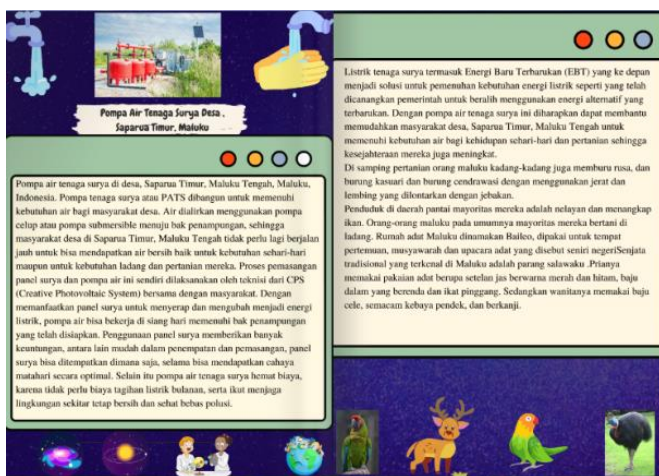 Pompa Air Tenaga Surya Desa ,
Saparua Timur, Maluku
Pompa air tenaga surya di desa, Saparua Timur, Maluku Tengah, Maluku,
Indonesia. Pompa tenaga surya atau PATS dibangun untuk memenuhi
kebutuhan air bagi masyarakat desa. Air dialirkan menggunakan pompa
celup atau pompa submersible menuju bak penampungan, sehingga
masyarakat desa di Saparua Timur, Maluku Tengah tidak perlu lagi berjalan
jauh untuk bisa mendapatkan air bersih baik untuk kebutuhan sehari-hari
maupun untuk kebutuhan ladang dan pertanian mereka. Proses pemasangan
panel surya dan pompa air ini sendiri dilaksanakan oleh teknisi dari CPS
(Creative Photovoltaic System) bersama dengan masyarakat. Dengan
memanfaatkan panel surya untuk menyerap dan mengubah menjadi energi
listrik, pompa air bisa bekerja di siang hari memenuhi bak penampungan
yang telah disiapkan. Penggunaan panel surya memberikan banyak
keuntungan, antara lain mudah dalam penempatan dan pemasangan, panel
surya bisa ditempatkan dimana saja, selama bisa mendapatkan cahaya
matahari secara optimal. Selain itu pompa air tenaga surya hemat biaya,
karena tidak perlu biaya tagihan listrik bulanan, serta ikut menjaga
lingkungan sekitar tetap bersih dan sehat bebas polusi.
Listrik tenaga surya termasuk Energi Baru Terbarukan (EBT) yang ke depan
menjadi solusi untuk pemenuhan kebutuhan energi listrik seperti yang telah
dicanangkan pemerintah untuk beralih menggunakan energi alternatif yang
terbarukan. Dengan pompa air tenaga surya ini diharapkan dapat membantu
memudahkan masyarakat desa, Saparua Timur, Maluku Tengah untuk
memenuhi kebutuhan air bagi kehidupan sehari-hari dan pertanian sehingga
kesejahteraan mereka juga meningkat.
Di samping pertanian orang maluku kadang-kadang juga memburu rusa, dan
burung kasuari dan burung cendrawasi dengan menggunakan jerat dan
lembing yang dilontarkan dengan jebakan.
Penduduk di daerah pantai mayoritas mereka adalah nelayan dan menangkap
ikan. Orang-orang maluku pada umumnya mayoritas mereka bertani di
ladang. Rumah adat Maluku dinamakan Baileo, dipakai untuk tempat
pertemuan, musyawarah dan upacara adat yang disebut seniri negeriSenjata
tradisional yang terkenal di Maluku adalah parang salawaku .Prianya
memakai pakaian adat berupa setelan jas berwarna merah dan hitam, baju
dalam yang berenda dan ikat pinggang. Sedangkan wanitanya memakai baju
cele, semacam kebaya pendek, dan berkanji.